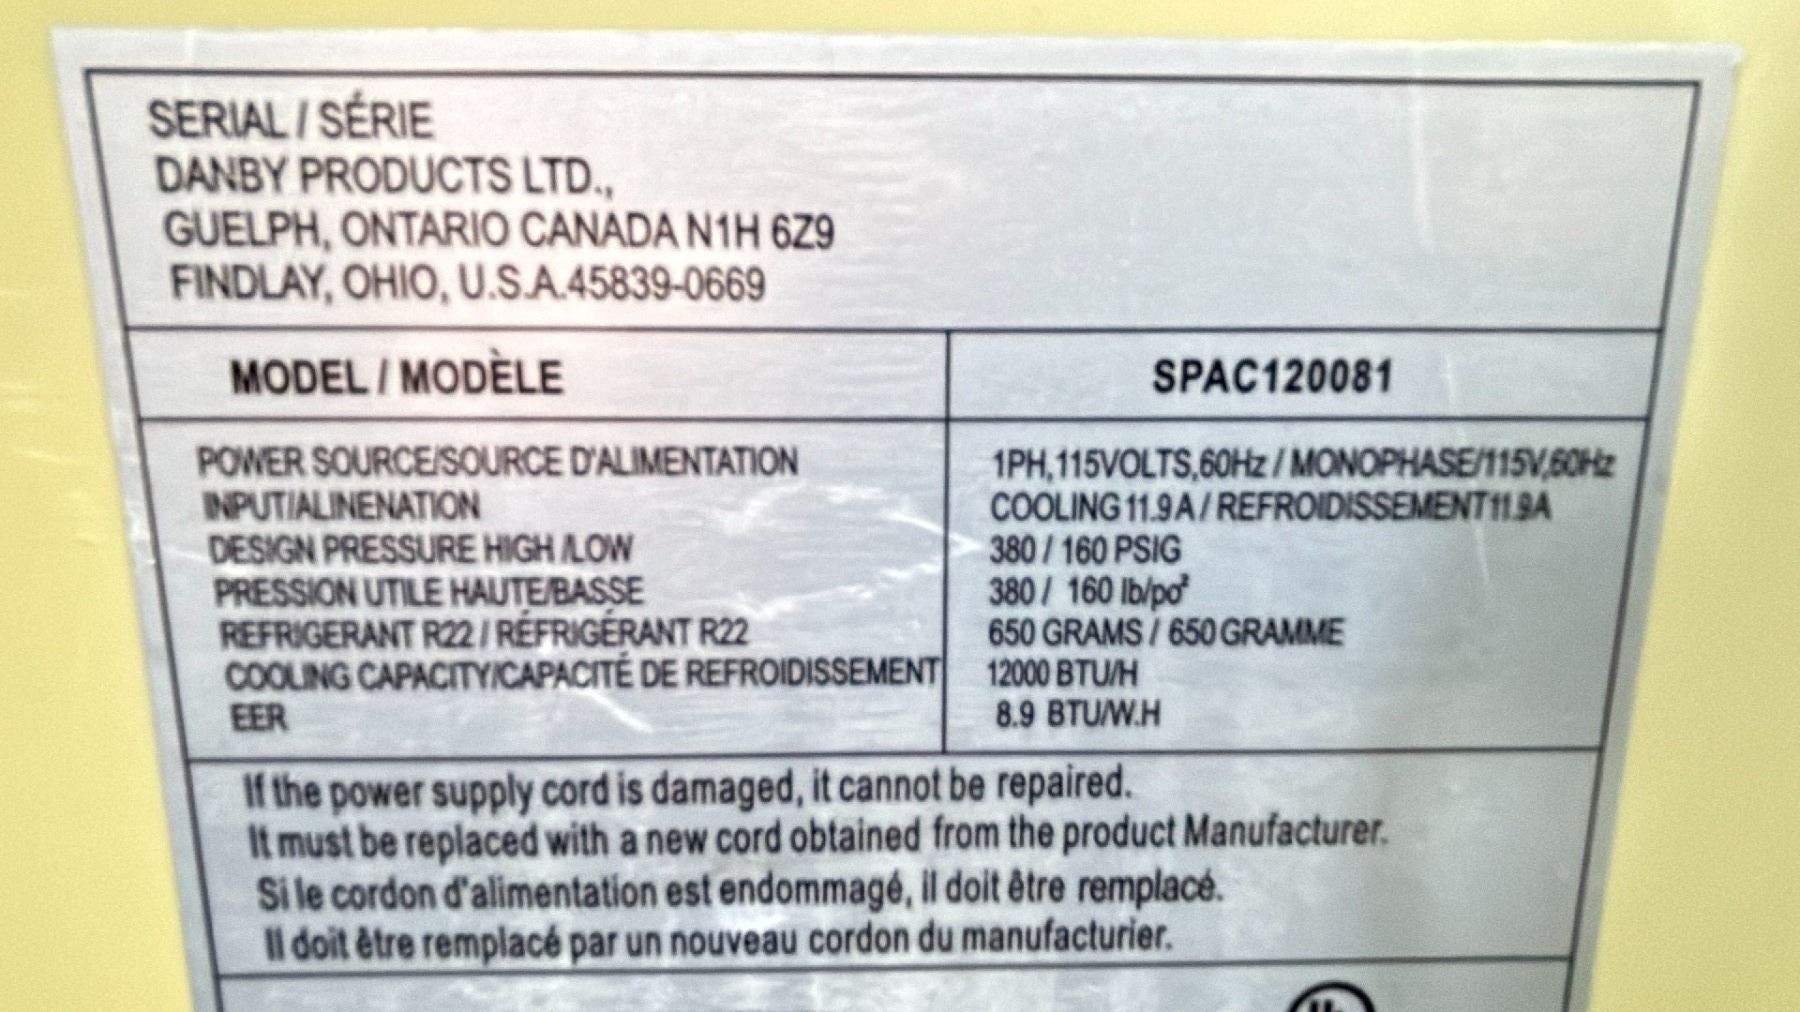 SERIAL / SÉRIE
DANBY PRODUCTS LTD.,
GUELPH, ONTARIO CANADA N1H 6Z9
FINDLAY, OHIO, U.S.A.45839-0669
MODEL / MODÈLE SPAC120081
POWER SOURCE/SOURCE D'ALIMENTATION 1PH,115VOLTS,60Hz / MONOPHASE/115V,60Hz
INPUT/ALINENATION COOLING 11.9 A / REFROIDISSEMENT11.9A
DESIGN PRESSURE HIGH /LOW 380 / 160 PSIG
PRESSION UTILE HAUTE/BASSE 380 / 160 lb/po²
REFRIGERANT R22 / RÉFRIGÉRANT R22 650 GRAMS / 650 GRAMME
COOLING CAPACITY/CAPACITÉ DE REFROIDISSEMENT 12000 BTU/H
EER 8.9 BTU/W.H
If the power supply cord is damaged, it cannot be repaired.
It must be replaced with a new cord obtained from the product Manufacturer.
Si le cordon d'alimentation est endommagé, il doit être remplacé.
Il doit être remplacé par un nouveau cordon du manufacturier.